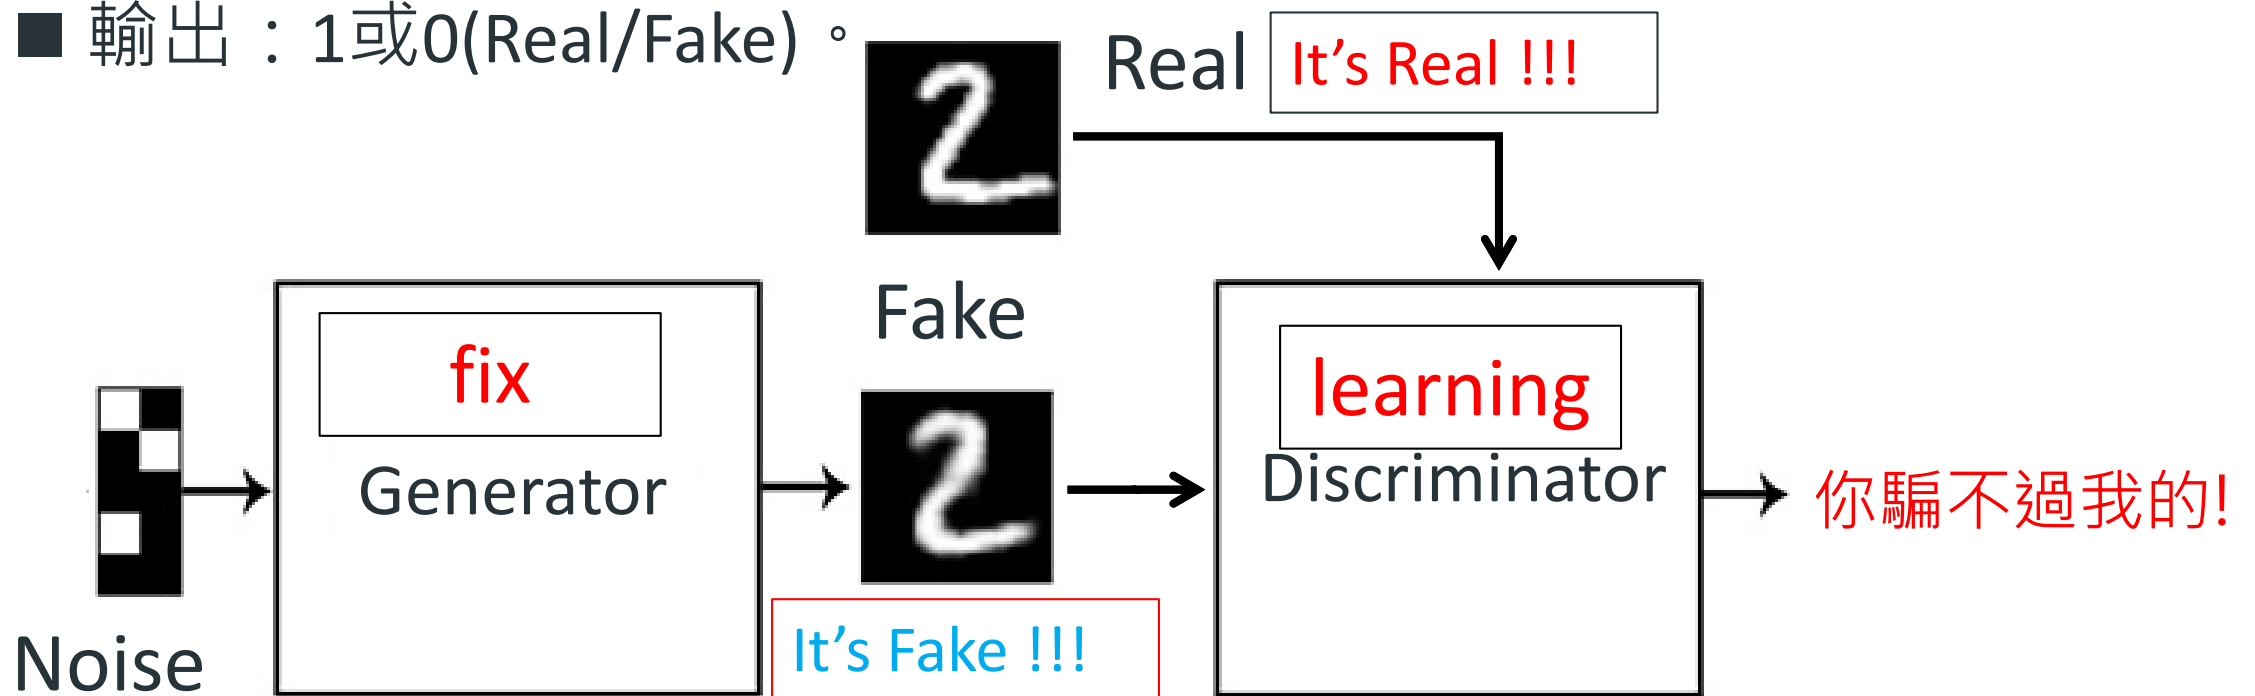 ■ 輸出：1或0(Real/Fake)。
Real
It's Real !!!
Fake
fix
learning
Generator
Discriminator
你騙不過我的!
It's Fake !!!
Noise